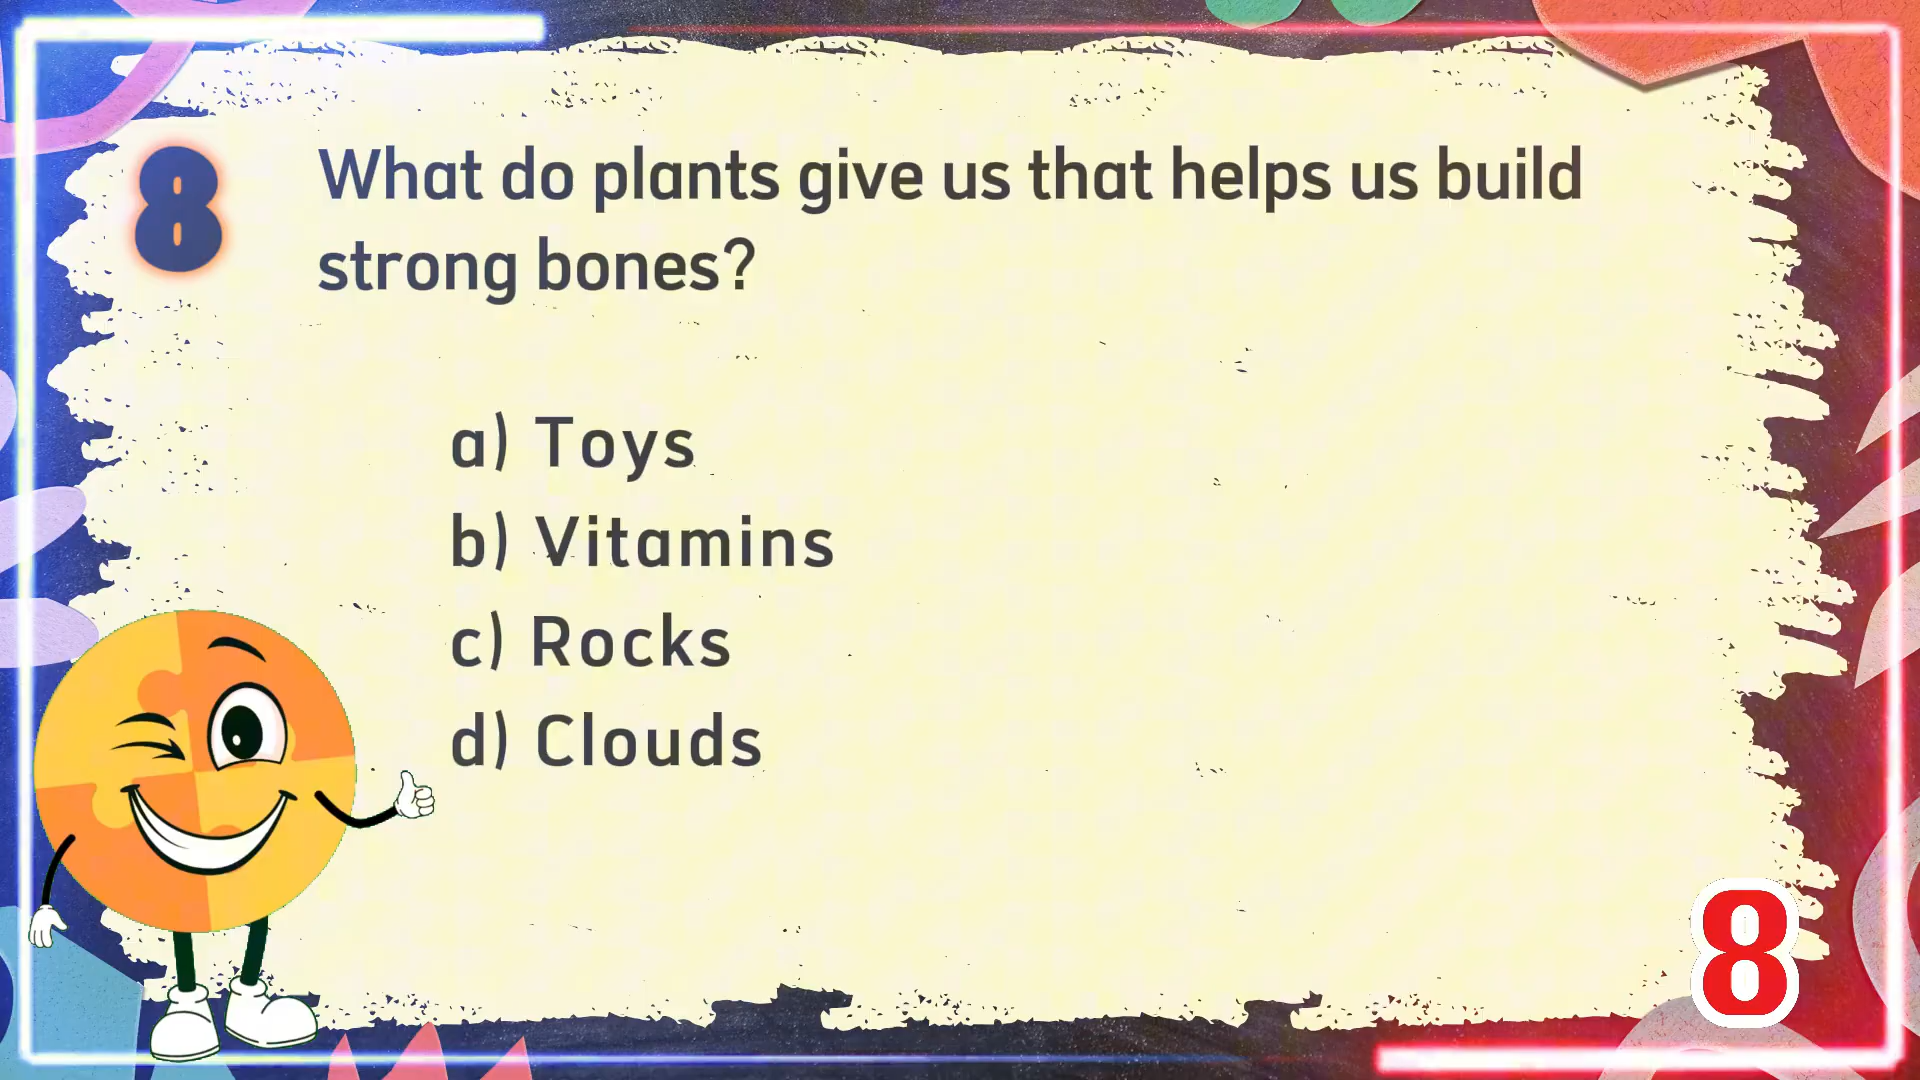 8
What do plants give us that helps us build
strong bones?
a) Toys
b) Vitamins
c) Rocks
d) Clouds
8